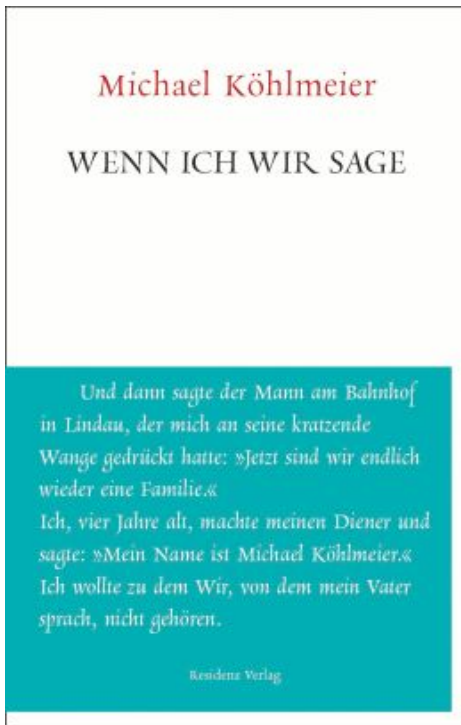 Michael Köhlmeier
WENN ICH WIR SAGE
Und dann sagte der Mann am Bahnhof
in Lindau, der mich an seine kratzende
Wange gedrückt hatte: »Jetzt sind wir endlich
wieder eine Familie.«
Ich, vier Jahre alt, machte meinen Diener und
sagte: »Mein Name ist Michael Köhlmeier.«
Ich wollte zu dem Wir, von dem mein Vater
sprach, nicht gehören.
Residenz Verlag